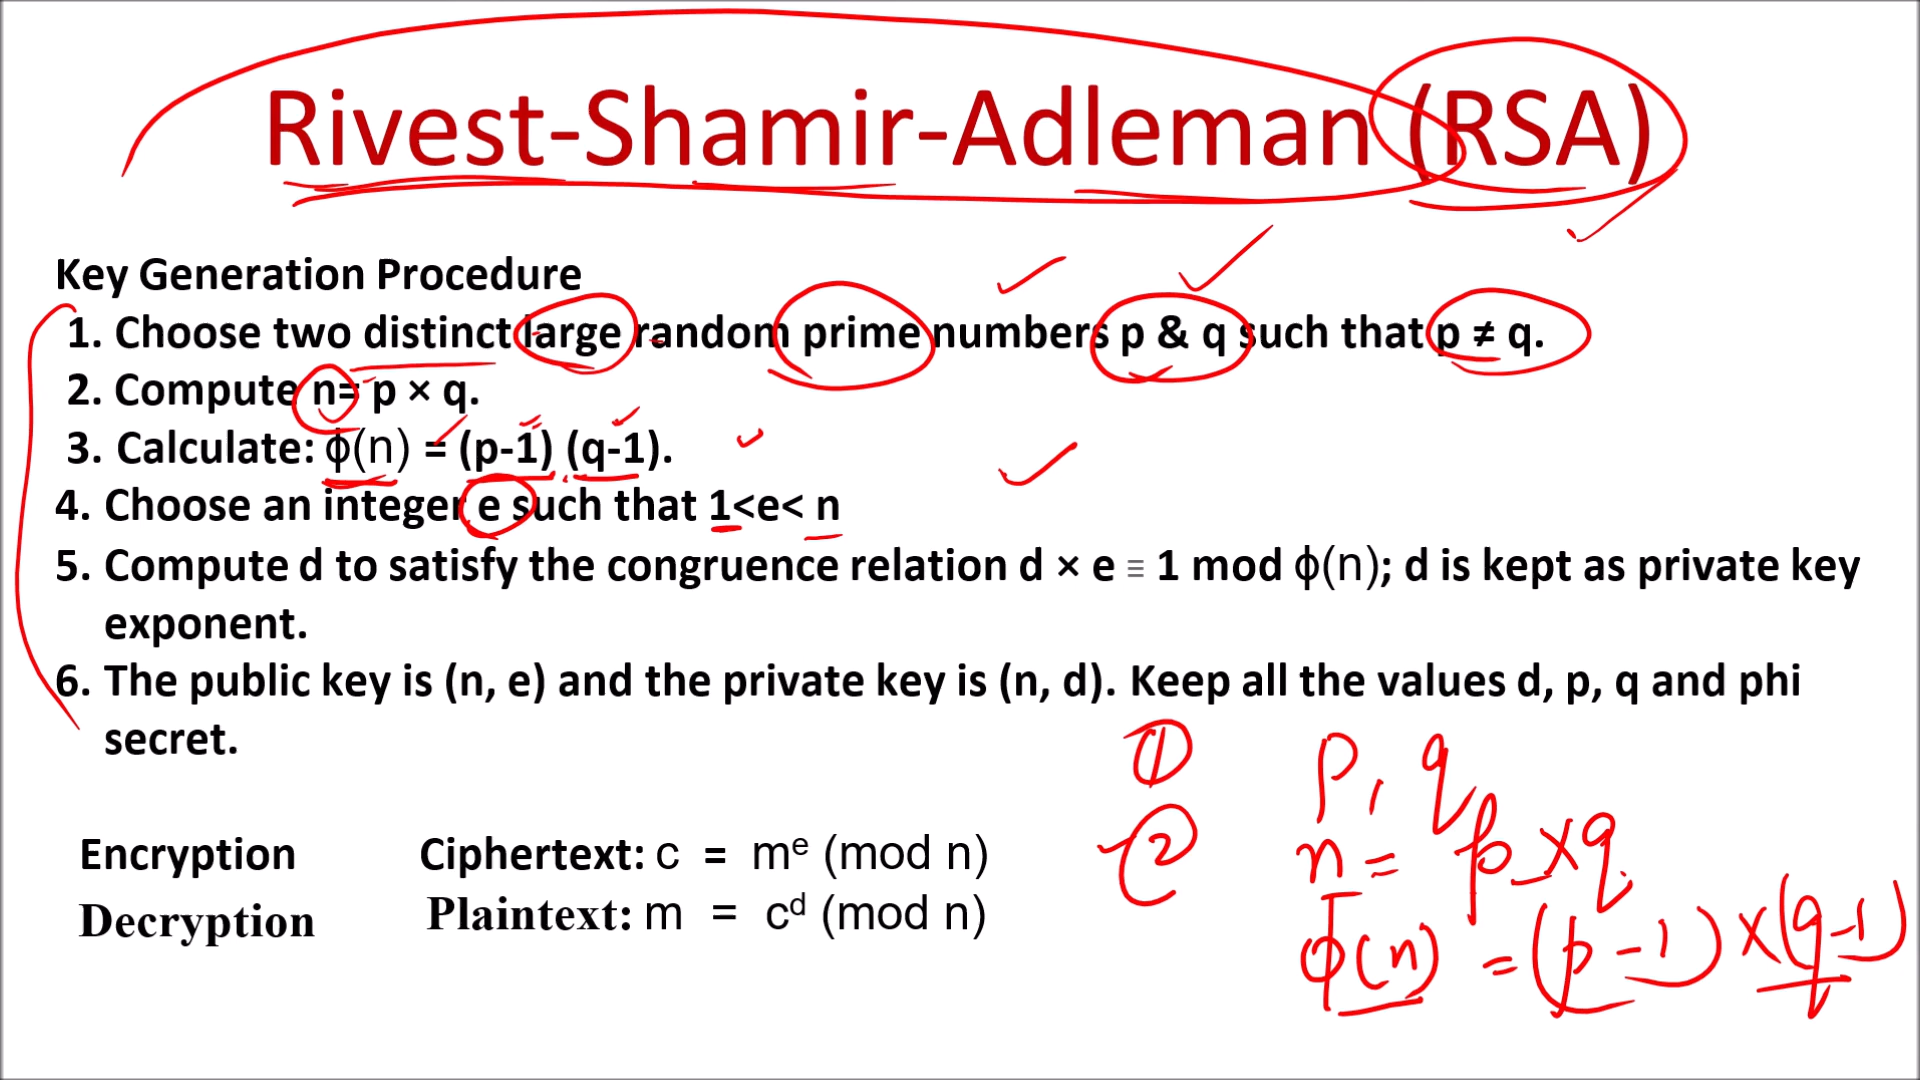 Rivest-Shamir-Adleman (RSA)
Key Generation Procedure
1. Choose two distinct large random prime numbers p & q such that p ≠ q.
2. Compute n= p × q.
3. Calculate: ϕ(n) = (p-1) (q-1).
4. Choose an integer e such that 1<e< n
5. Compute d to satisfy the congruence relation d × e ≡ 1 mod ϕ(n); d is kept as private key
exponent.
6. The public key is (n, e) and the private key is (n, d). Keep all the values d, p, q and phi
secret.
① p, q
② n = p × q
ϕ(n) = (p-1) × (q-1)
Encryption Ciphertext: c = mᵉ (mod n)
Decryption Plaintext: m = cᵈ (mod n)